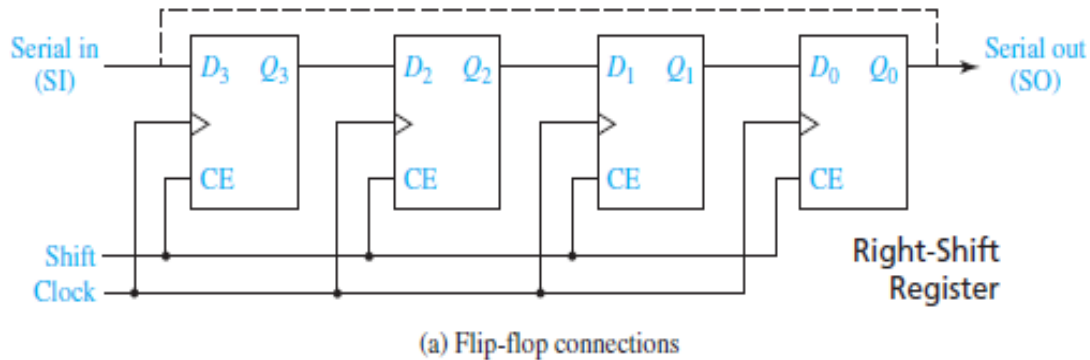 Serial in
(SI)
D3 Q3
D2 Q2
D1 Q1
D0 Q0
Serial out
(SO)
CE
CE
CE
CE
Shift
Clock
Right-Shift
Register
(a) Flip-flop connections